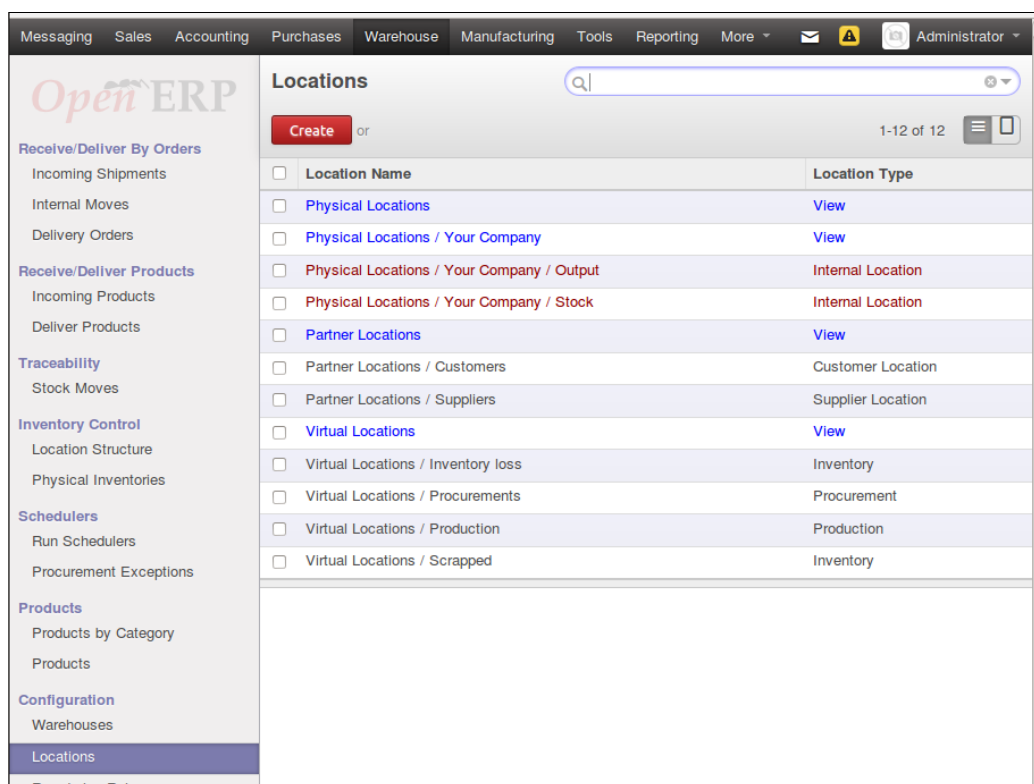 Messaging Sales Accounting Purchases Warehouse Manufacturing Tools Reporting More Administrator
Open ERP
Receive/Deliver By Orders
Incoming Shipments
Internal Moves
Delivery Orders
Receive/Deliver Products
Incoming Products
Deliver Products
Traceability
Stock Moves
Inventory Control
Location Structure
Physical Inventories
Schedulers
Run Schedulers
Procurement Exceptions
Products
Products by Category
Products
Configuration
Warehouses
Locations
Locations
Create or 1-12 of 12
Location Name Location Type
Physical Locations View
Physical Locations / Your Company View
Physical Locations / Your Company / Output Internal Location
Physical Locations / Your Company / Stock Internal Location
Partner Locations View
Partner Locations / Customers Customer Location
Partner Locations / Suppliers Supplier Location
Virtual Locations View
Virtual Locations / Inventory loss Inventory
Virtual Locations / Procurements Procurement
Virtual Locations / Production Production
Virtual Locations / Scrapped Inventory